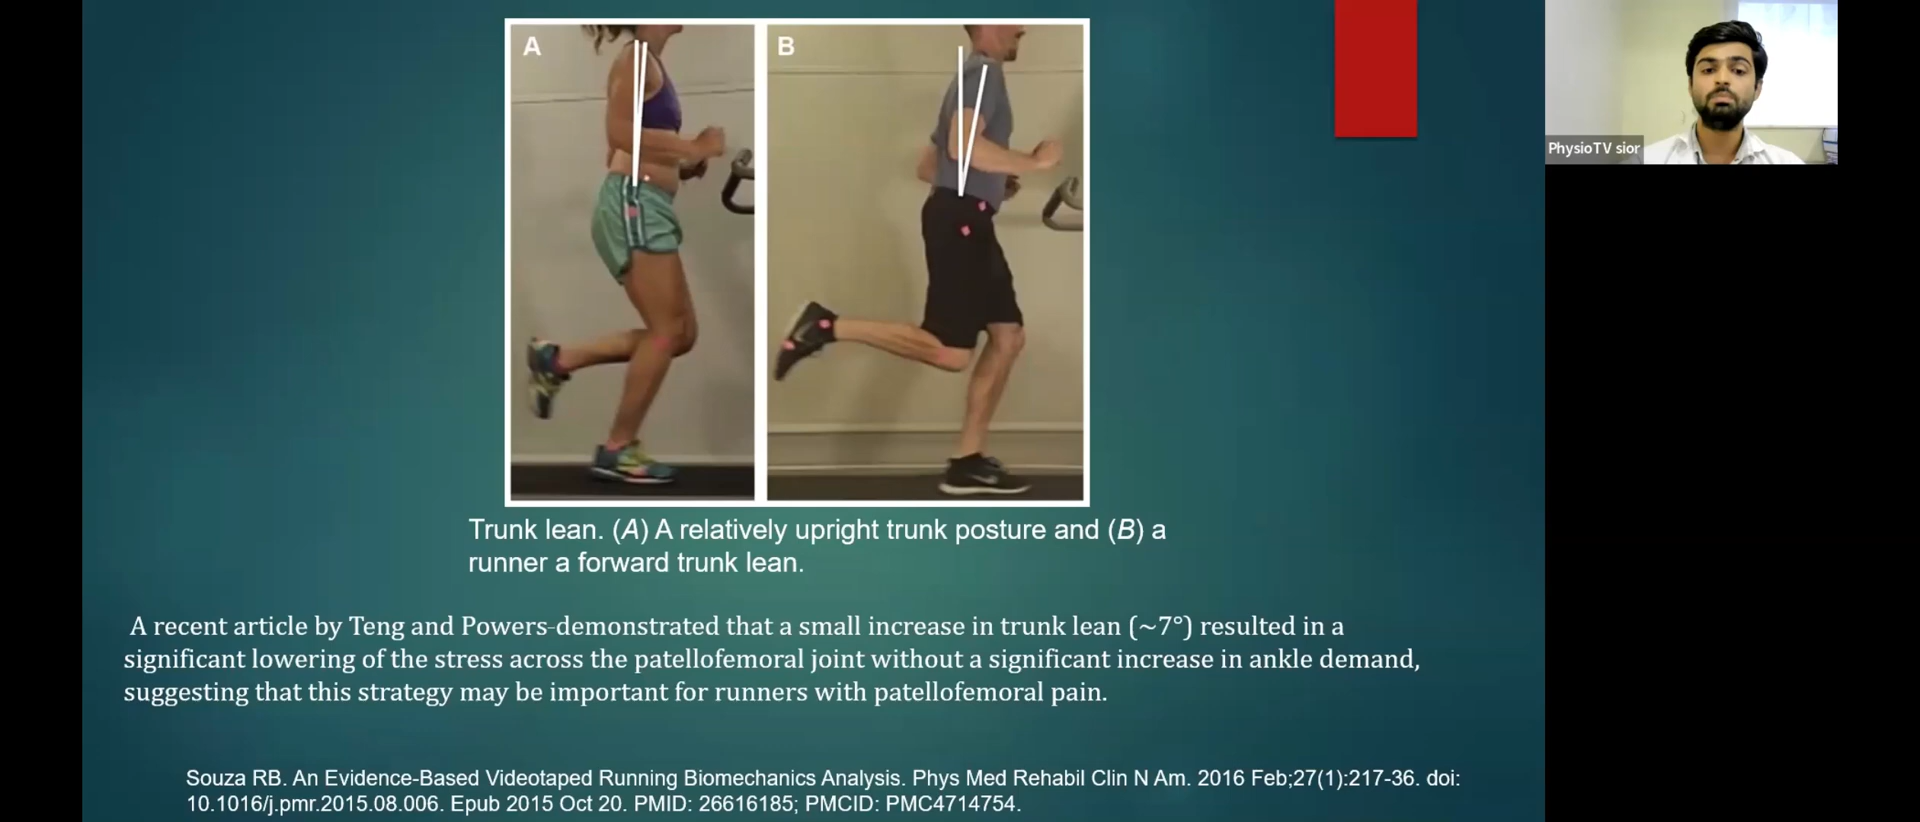 A
B
PhysioTV sior
Trunk lean. (A) A relatively upright trunk posture and (B) a
runner a forward trunk lean.
A recent article by Teng and Powers-demonstrated that a small increase in trunk lean (~7°) resulted in a
significant lowering of the stress across the patellofemoral joint without a significant increase in ankle demand,
suggesting that this strategy may be important for runners with patellofemoral pain.
Souza RB. An Evidence-Based Videotaped Running Biomechanics Analysis. Phys Med Rehabil Clin N Am. 2016 Feb;27(1):217-36. doi:
10.1016/j.pmr.2015.08.006. Epub 2015 Oct 20. PMID: 26616185; PMCID: PMC4714754.